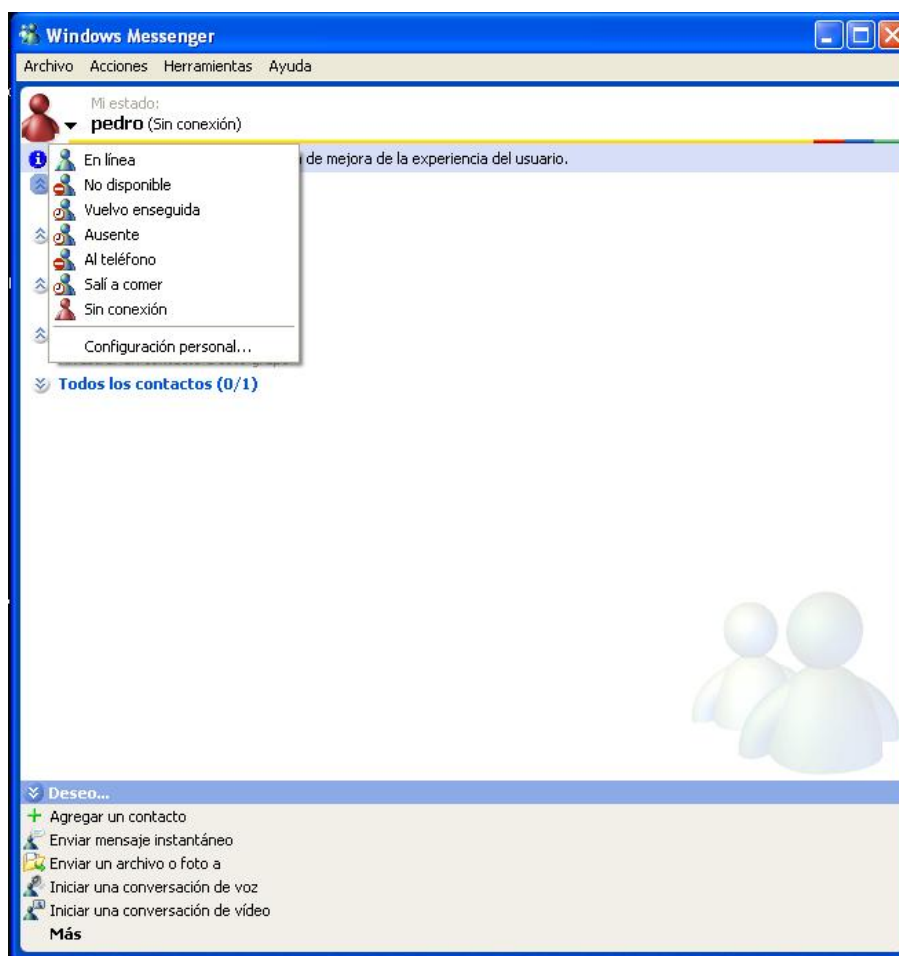 Windows Messenger
Archivo Acciones Herramientas Ayuda
Mi estado:
pedro (Sin conexión)
En línea
de mejora de la experiencia del usuario.
No disponible
Vuelvo enseguida
Ausente
Al teléfono
Salí a comer
Sin conexión
Configuración personal...
Todos los contactos (0/1)
Deseo...
Agregar un contacto
Enviar mensaje instantáneo
Enviar un archivo o foto a
Iniciar una conversación de voz
Iniciar una conversación de vídeo
Más